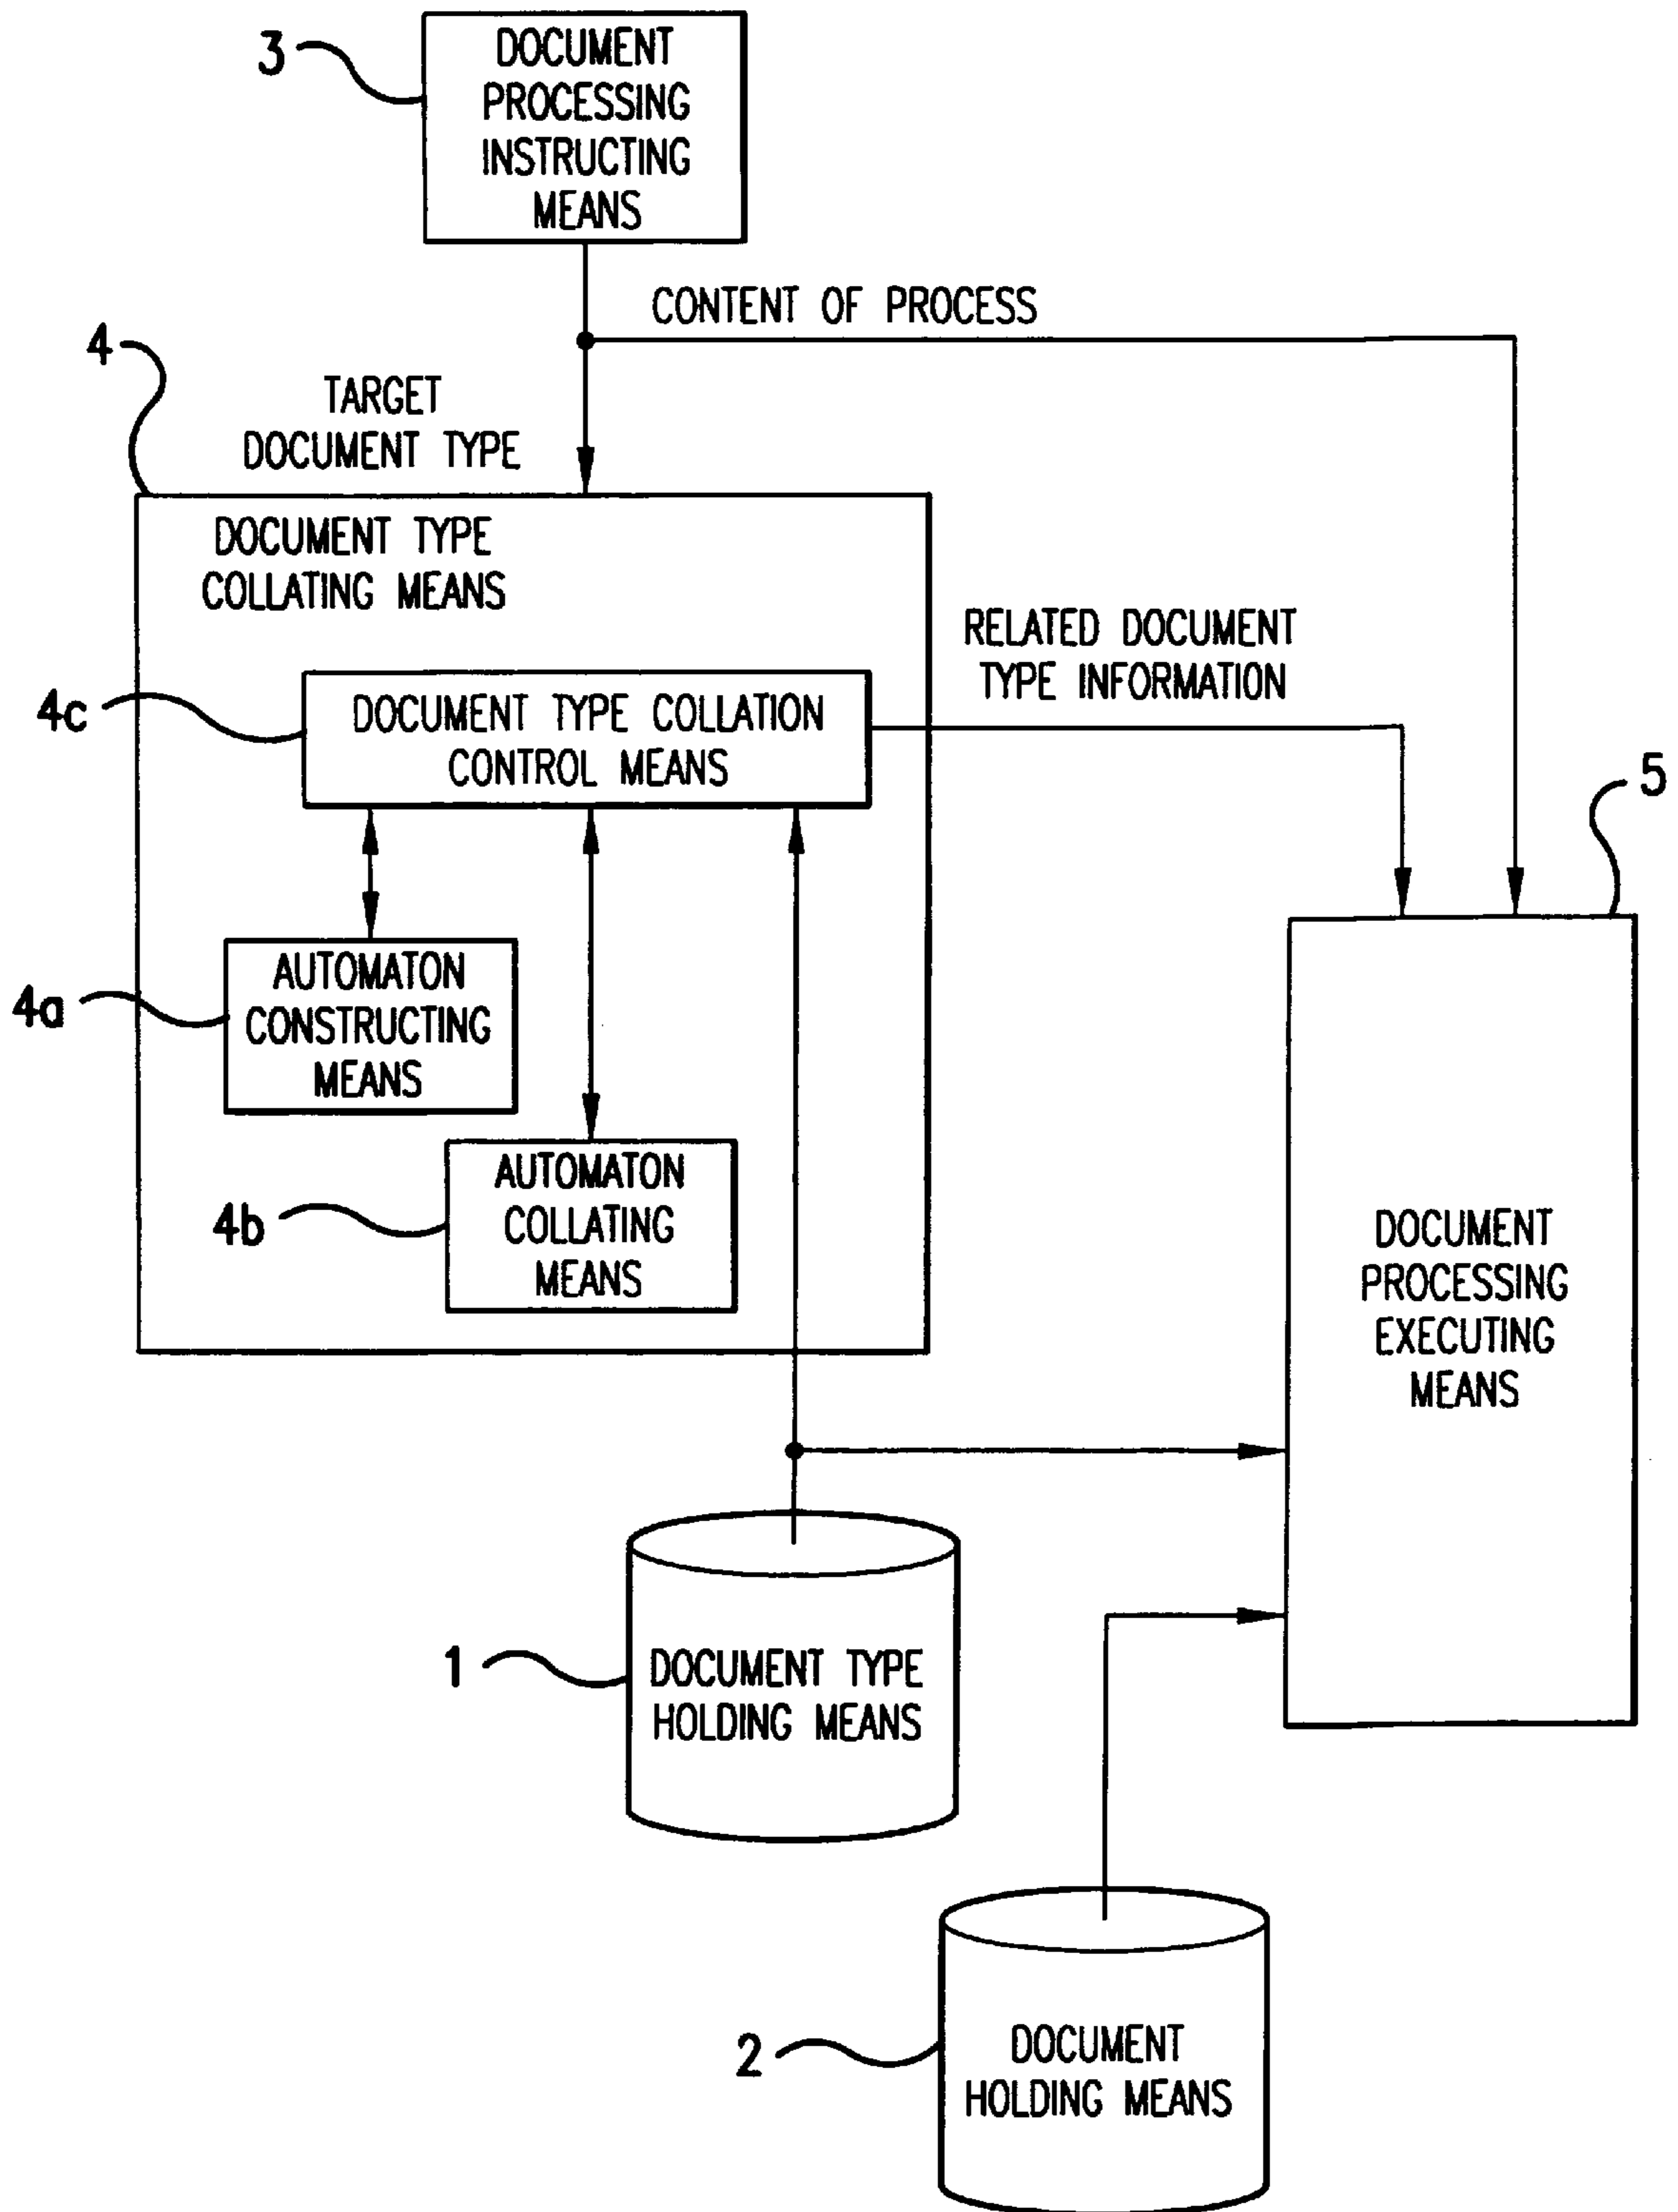 3
DOCUMENT
PROCESSING
INSTRUCTING
MEANS
CONTENT OF PROCESS
4
TARGET
DOCUMENT TYPE
DOCUMENT TYPE
COLLATING MEANS
RELATED DOCUMENT
TYPE INFORMATION
4c
DOCUMENT TYPE COLLATION
CONTROL MEANS
5
4a
AUTOMATON
CONSTRUCTING
MEANS
4b
AUTOMATON
COLLATING
MEANS
DOCUMENT
PROCESSING
EXECUTING
MEANS
1
DOCUMENT TYPE
HOLDING MEANS
2
DOCUMENT
HOLDING MEANS